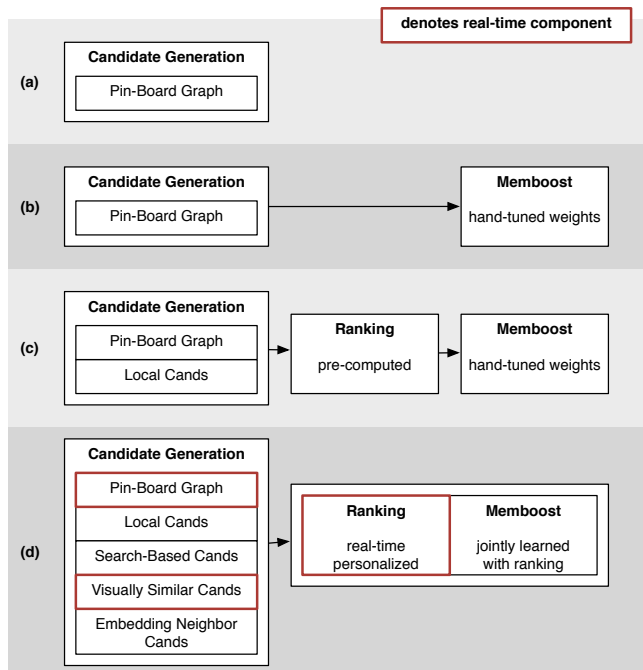 denotes real-time component
(a)
Candidate Generation
Pin-Board Graph
(b)
Candidate Generation
Pin-Board Graph
Memboost
hand-tuned weights
(c)
Candidate Generation
Pin-Board Graph
Local Cands
Ranking
pre-computed
Memboost
hand-tuned weights
(d)
Candidate Generation
Pin-Board Graph
Local Cands
Search-Based Cands
Visually Similar Cands
Embedding Neighbor
Cands
Ranking
real-time
personalized
Memboost
jointly learned
with ranking